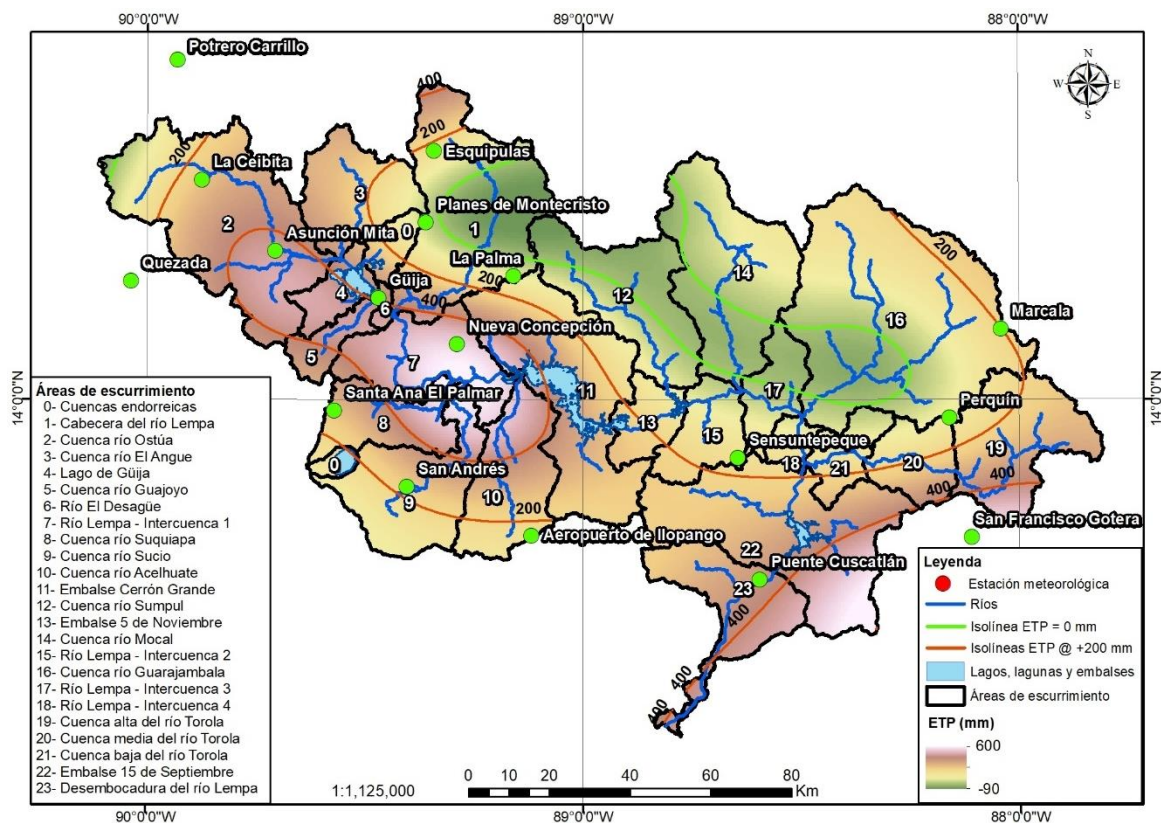 90°0'0"W
89°0'0"W
88°0'0"W
Potrero Carrillo
400
N
W
E
S
200
200
Esquipulas
0
La Ceibita
3
Planes de Montecristo
2
0
1
Asunción Mita
0
200
Quezada
La Palma
14
4
Güija
200
12
400
6
16
Marcala
Nueva Concepción
5
7
14°0'0"N
14°0'0"N
11
17
Santa Ana El Palmar
Perquín
8
13
15
Sensuntepeque
19
0
San Andrés
18
21
20
400
9
10
200
400
San Francisco Gotera
Aeropuerto de Ilopango
22
Puente Cuscatlán
23
400
400
400
Áreas de escurrimiento
0- Cuencas endorreicas
1- Cabecera del río Lempa
2- Cuenca río Ostúa
3- Cuenca río El Angue
4- Lago de Güija
5- Cuenca río Guajoyo
6- Río El Desagüe
7- Río Lempa - Intercuenca 1
8- Cuenca río Suquiapa
9- Cuenca río Sucio
10- Cuenca río Acelhuate
11- Embalse Cerrón Grande
12- Cuenca río Sumpul
13- Embalse 5 de Noviembre
14- Cuenca río Mocal
15- Río Lempa - Intercuenca 2
16- Cuenca río Guarajambala
17- Río Lempa - Intercuenca 3
18- Río Lempa - Intercuenca 4
19- Cuenca alta del río Torola
20- Cuenca media del río Torola
21- Cuenca baja del río Torola
22- Embalse 15 de Septiembre
23- Desembocadura del río Lempa
Leyenda
Estación meteorológica
Ríos
Isolínea ETP = 0 mm
Isolíneas ETP @ +200 mm
Lagos, lagunas y embalses
Áreas de escurrimiento
ETP (mm)
600
-90
1:1,125,000
0 10 20 40 60 80
Km
90°0'0"W
89°0'0"W
88°0'0"W